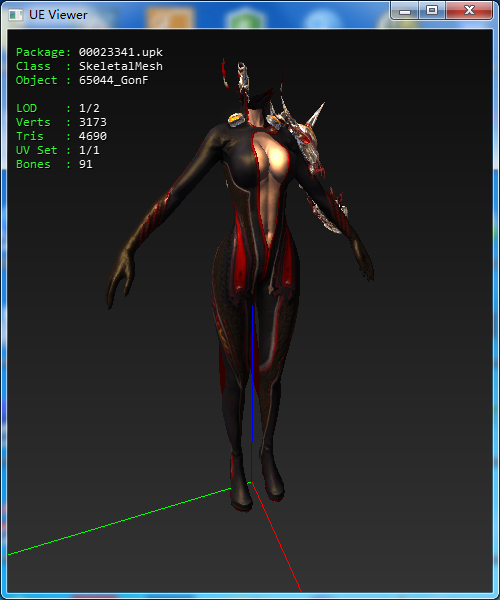 UE Viewer
Package: 00023341.upk
Class : SkeletalMesh
Object : 65044_GonF
LOD : 1/2
Verts : 3173
Tris : 4690
UV Set : 1/1
Bones : 91